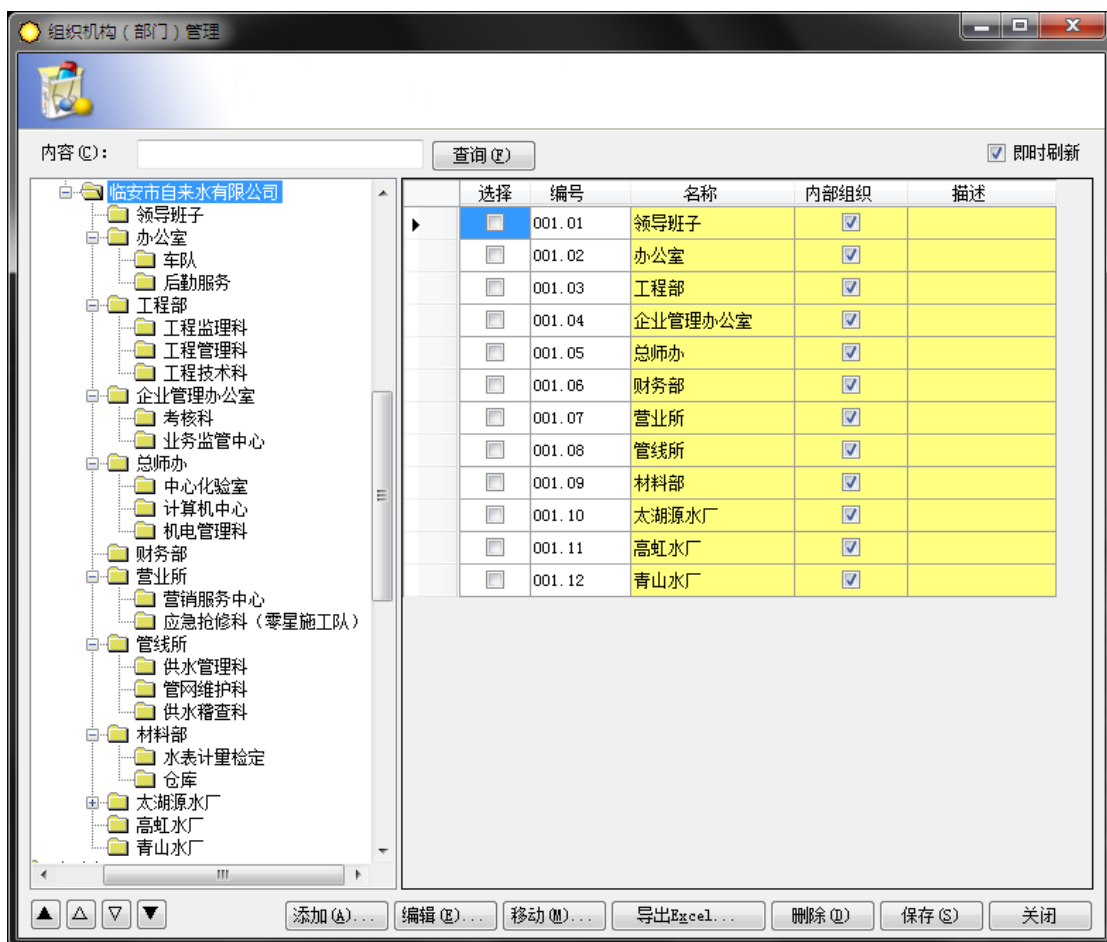 组织机构（部门）管理
内容(C)：
查询(F)
即时刷新
临安市自来水有限公司
领导班子
办公室
车队
后勤服务
工程部
工程监理科
工程管理科
工程技术科
企业管理办公室
考核科
业务监管中心
总师办
中心化验室
计算机中心
机电管理科
财务部
营业所
营销服务中心
应急抢修科（零星施工队）
管线所
供水管理科
管网维护科
供水稽查科
材料部
水表计量检定
仓库
太湖源水厂
高虹水厂
青山水厂
选择 编号 名称 内部组织 描述
001.01 领导班子
001.02 办公室
001.03 工程部
001.04 企业管理办公室
001.05 总师办
001.06 财务部
001.07 营业所
001.08 管线所
001.09 材料部
001.10 太湖源水厂
001.11 高虹水厂
001.12 青山水厂
添加(A)... 编辑(E)... 移动(M)... 导出Excel... 删除(D) 保存(S) 关闭